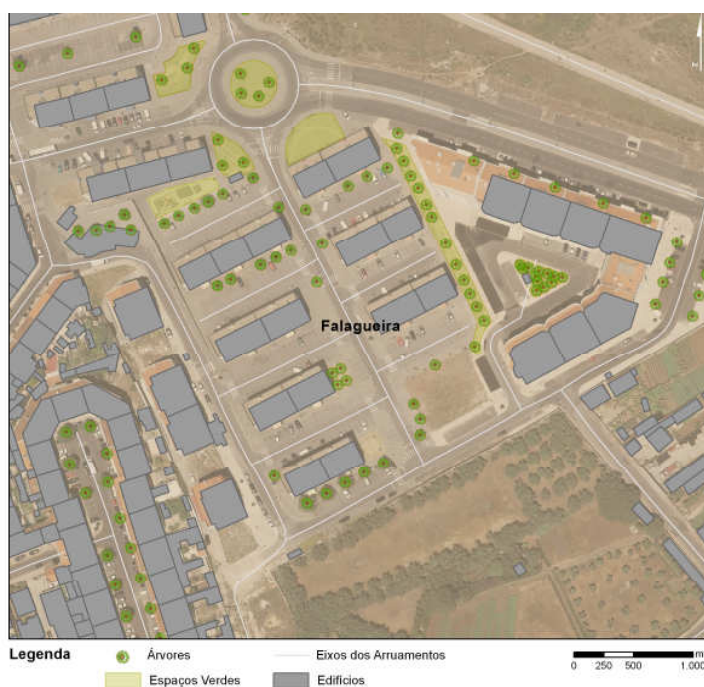 N
Falagueira
Legenda
Árvores
Eixos dos Arruamentos
m
0 250 500 1.000
Espaços Verdes
Edifícios